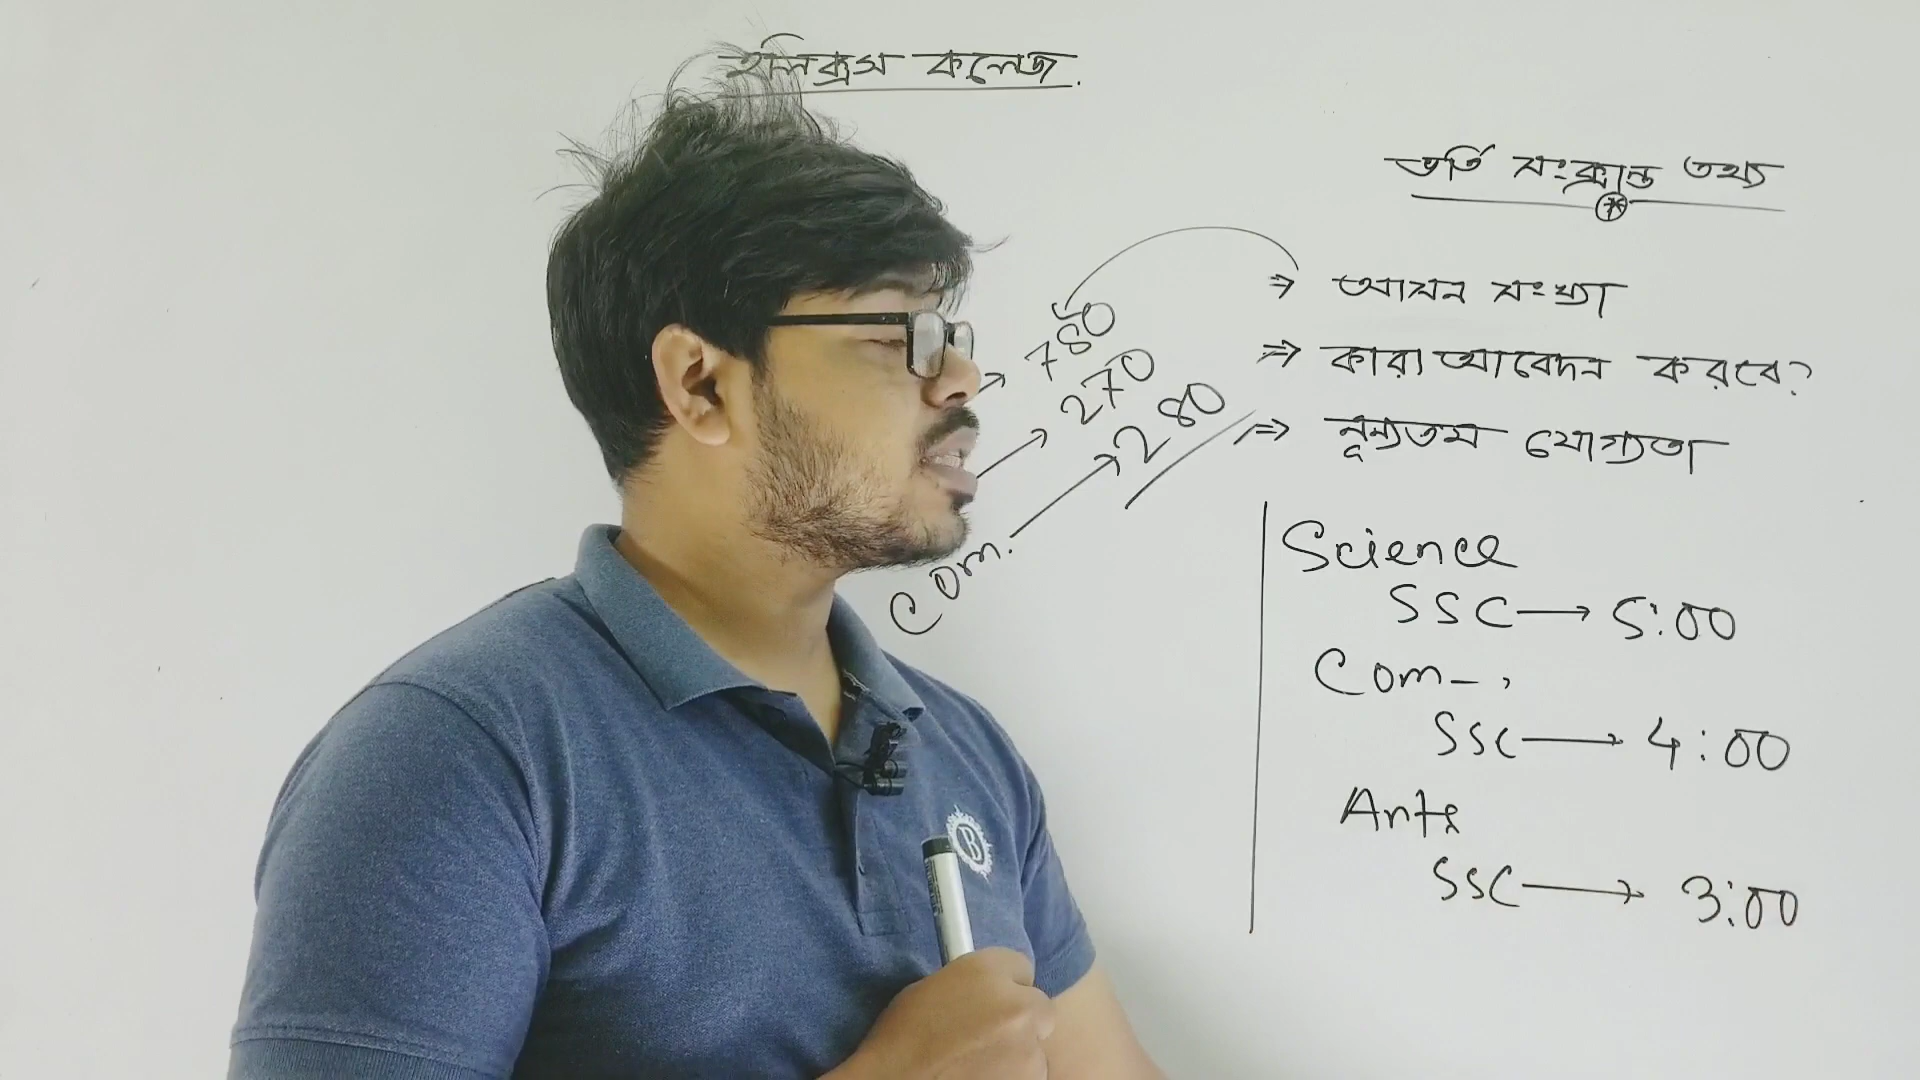 হলিক্রস কলেজ.
ভর্তি সংক্রান্ত তথ্য
⇒ আসন সংখ্যা
→ 780
⇒ কারা আবেদন করবে?
→ 270
⇒ নূন্যতম যোগ্যতা
Com. → 280
Science
SSC → 5:00
Com-,
SSC → 4:00
Arts
SSC → 3:00
B